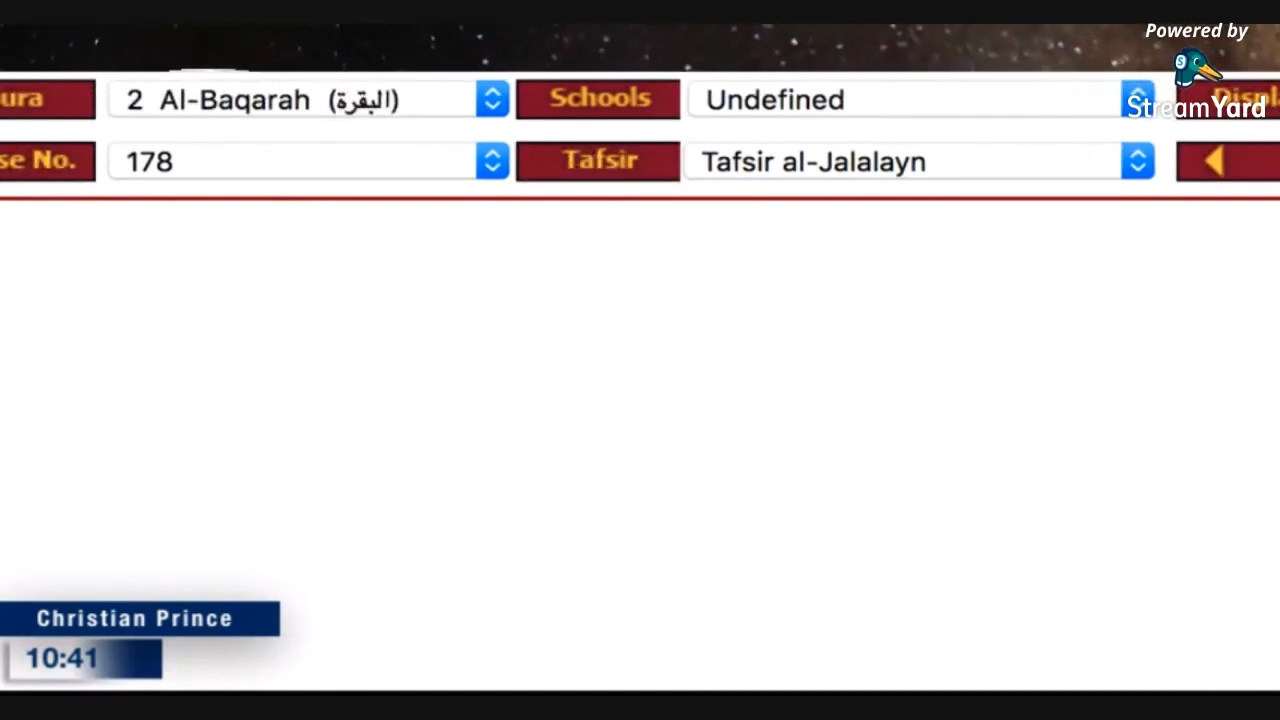 Powered by
StreamYard
ura
2 Al-Baqarah (البقرة)
Schools
Undefined
se No.
178
Tafsir
Tafsir al-Jalalayn
Christian Prince
10:41